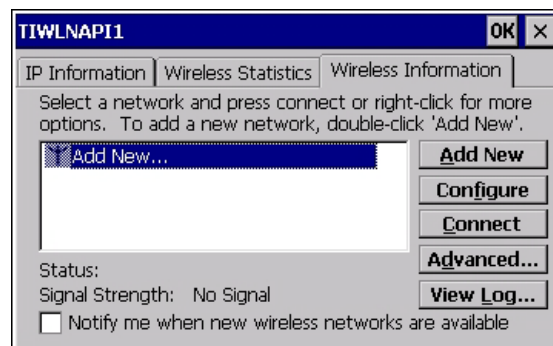 TIWLNAPI1 OK ×
IP Information Wireless Statistics Wireless Information
Select a network and press connect or right-click for more
options. To add a new network, double-click 'Add New'.
Add New...
Add New
Configure
Connect
Advanced...
Status:
Signal Strength: No Signal
View Log...
Notify me when new wireless networks are available